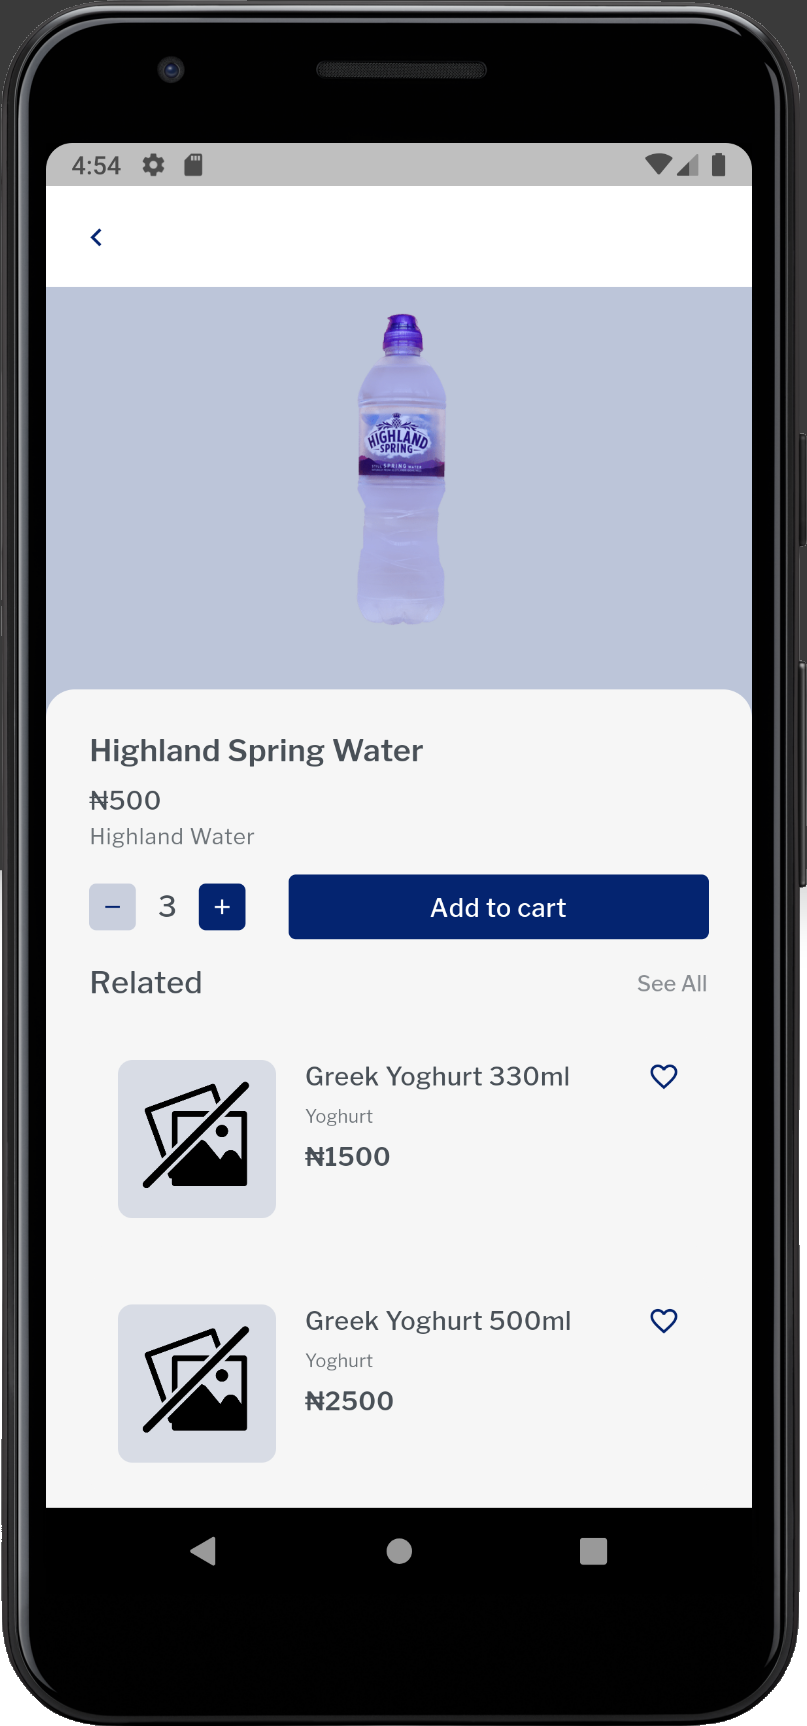 4:54
HIGHLAND
SPRING
Highland Spring Water
₦500
Highland Water
− 3 + Add to cart
Related See All
Greek Yoghurt 330ml
Yoghurt
₦1500
Greek Yoghurt 500ml
Yoghurt
₦2500